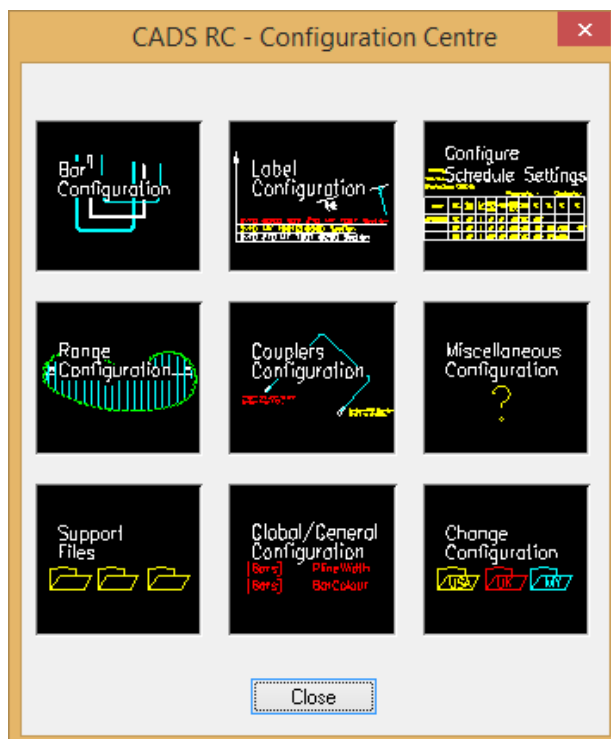 CADS RC - Configuration Centre
x
Bar
Configuration
Label
Configuration
Configure
Schedule Settings
Range
Configuration
Couplers
Configuration
Miscellaneous
Configuration
?
Support
Files
Global/General
Configuration
[Bars] PlineWidth
[Bars] BarColour
Change
Configuration
USA UK MY
Close